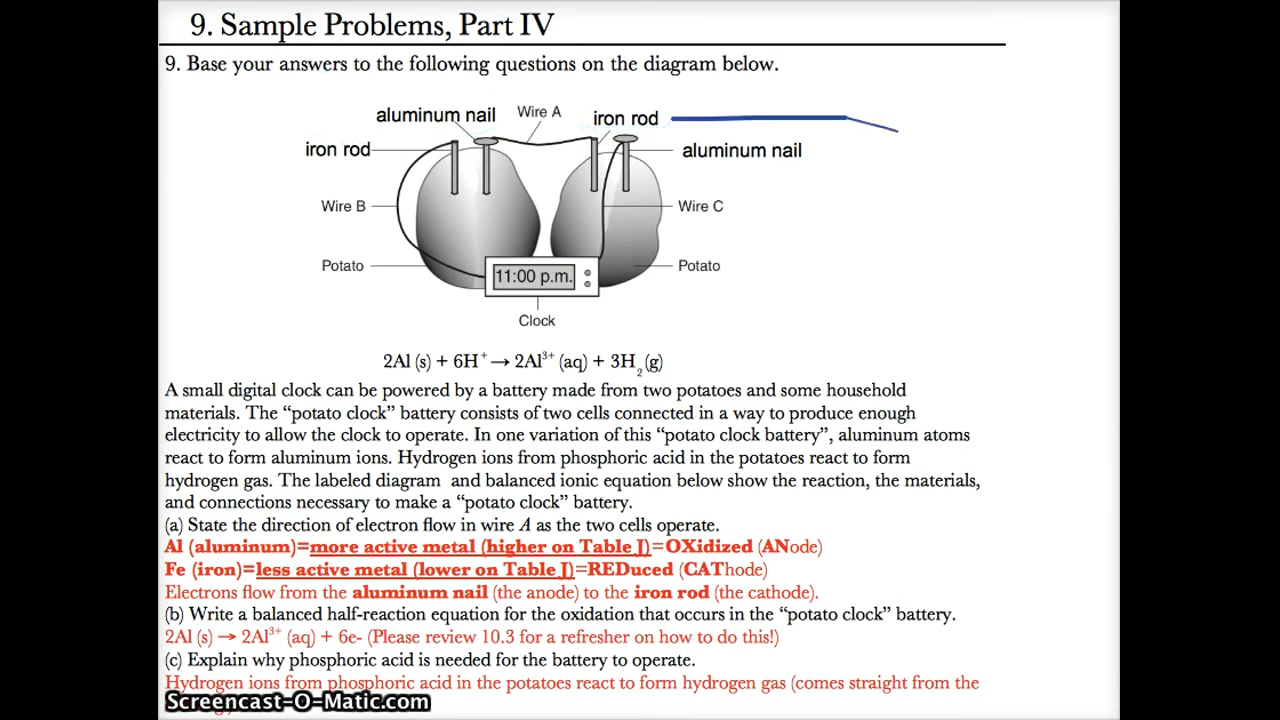 9. Sample Problems, Part IV
9. Base your answers to the following questions on the diagram below.
aluminum nail
Wire A
iron rod
iron rod
aluminum nail
Wire B
Wire C
Potato
11:00 p.m.
Potato
Clock
2Al (s) + 6H⁺ → 2Al³⁺ (aq) + 3H₂ (g)
A small digital clock can be powered by a battery made from two potatoes and some household
materials. The “potato clock” battery consists of two cells connected in a way to produce enough
electricity to allow the clock to operate. In one variation of this “potato clock battery”, aluminum atoms
react to form aluminum ions. Hydrogen ions from phosphoric acid in the potatoes react to form
hydrogen gas. The labeled diagram and balanced ionic equation below show the reaction, the materials,
and connections necessary to make a “potato clock” battery.
(a) State the direction of electron flow in wire A as the two cells operate.
Al (aluminum)=more active metal (higher on Table J)=OXidized (ANode)
Fe (iron)=less active metal (lower on Table J)=REDuced (CAThode)
Electrons flow from the aluminum nail (the anode) to the iron rod (the cathode).
(b) Write a balanced half-reaction equation for the oxidation that occurs in the “potato clock” battery.
2Al (s) → 2Al³⁺ (aq) + 6e- (Please review 10.3 for a refresher on how to do this!)
(c) Explain why phosphoric acid is needed for the battery to operate.
Hydrogen ions from phosphoric acid in the potatoes react to form hydrogen gas (comes straight from the
Screencast-O-Matic.com